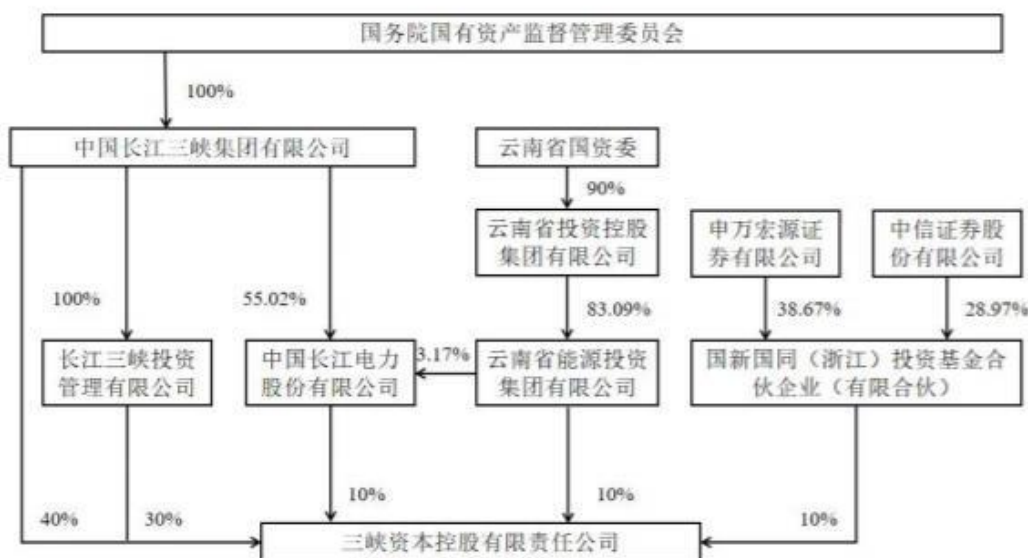 国务院国有资产监督管理委员会
100%
中国长江三峡集团有限公司
云南省国资委
90%
云南省投资控股
集团有限公司
申万宏源证
券有限公司
中信证券股
份有限公司
100%
55.02%
83.09%
38.67%
28.97%
长江三峡投资
管理有限公司
中国长江电力
股份有限公司
3.17%
云南省能源投资
集团有限公司
国新国同（浙江）投资基金合
伙企业（有限合伙）
40%
30%
10%
10%
10%
三峡资本控股有限责任公司